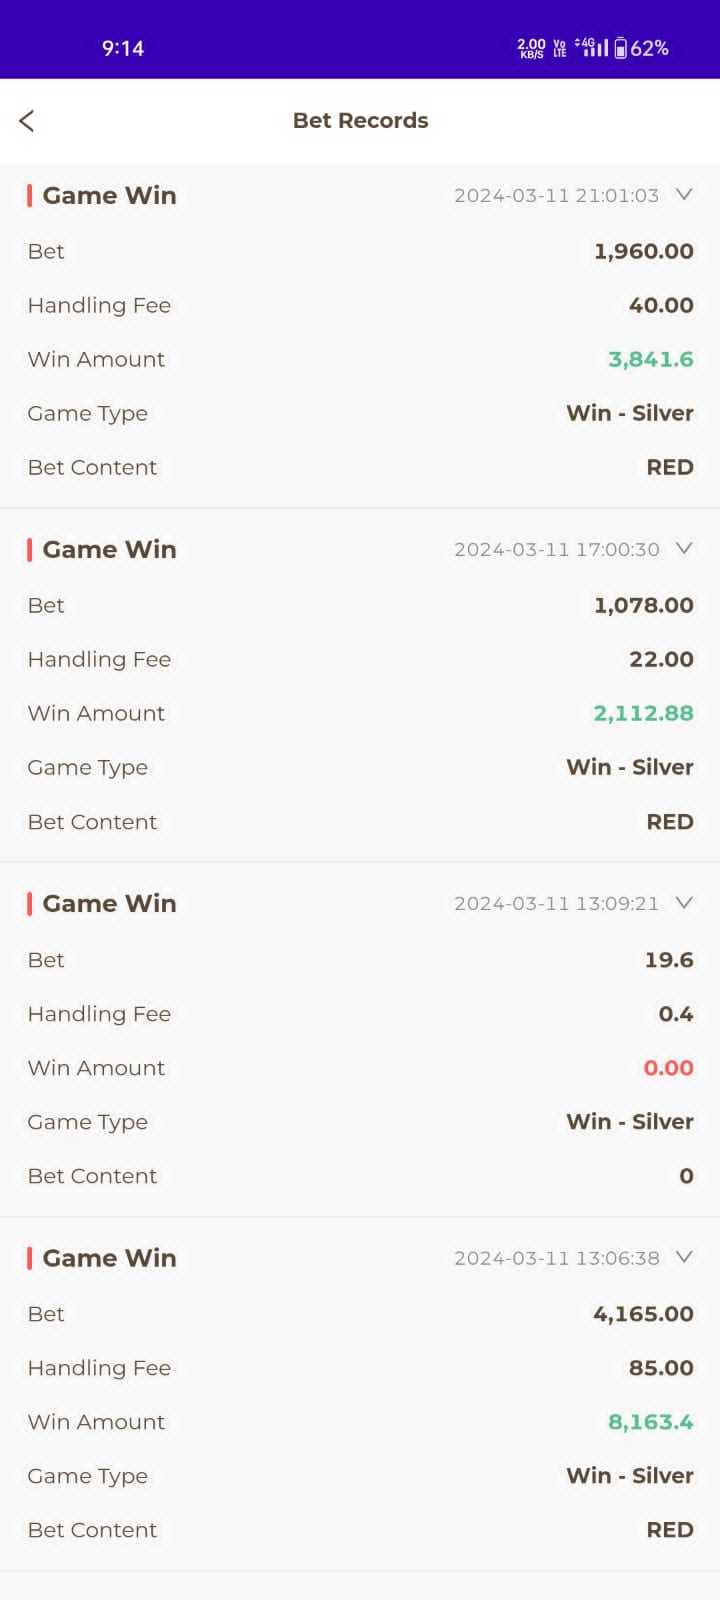 9:14
2.00 KB/S Vo LTE 4G 62%
Bet Records
Game Win 2024-03-11 21:01:03
Bet 1,960.00
Handling Fee 40.00
Win Amount 3,841.6
Game Type Win - Silver
Bet Content RED
Game Win 2024-03-11 17:00:30
Bet 1,078.00
Handling Fee 22.00
Win Amount 2,112.88
Game Type Win - Silver
Bet Content RED
Game Win 2024-03-11 13:09:21
Bet 19.6
Handling Fee 0.4
Win Amount 0.00
Game Type Win - Silver
Bet Content 0
Game Win 2024-03-11 13:06:38
Bet 4,165.00
Handling Fee 85.00
Win Amount 8,163.4
Game Type Win - Silver
Bet Content RED